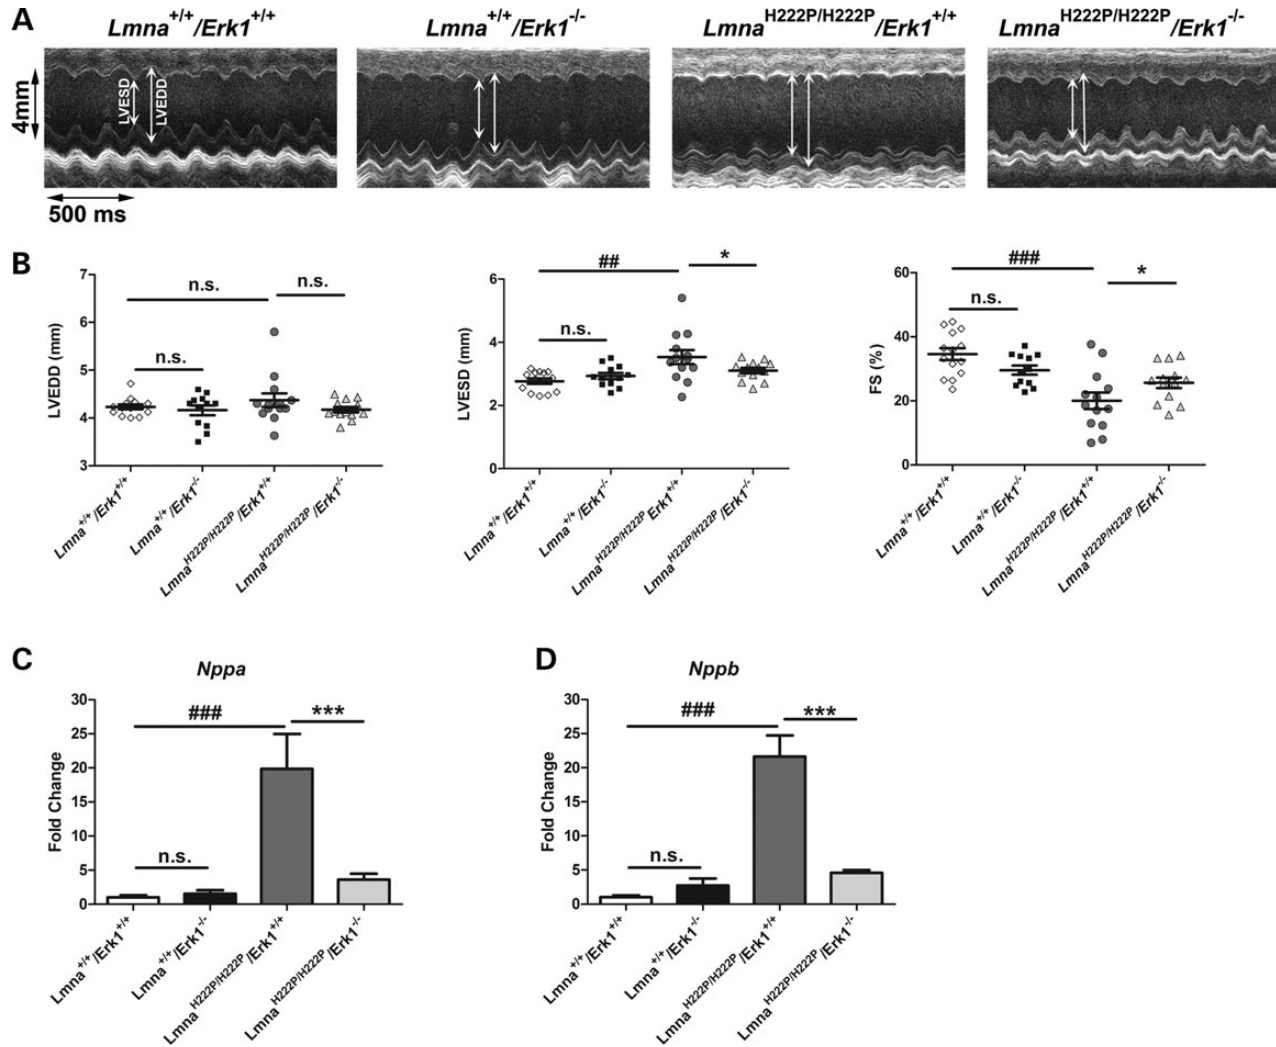 A
Lmna+/+/Erk1+/+
Lmna+/+/Erk1-/-
LmnaH222P/H222P/Erk1+/+
LmnaH222P/H222P/Erk1-/-
4mm
LVESD
LVEDD
500 ms
B
LVEDD (mm)
7
6
5
4
3
n.s.
n.s.
n.s.
Lmna+/+/Erk1+/+
Lmna+/+/Erk1-/-
LmnaH222P/H222P/Erk1+/+
LmnaH222P/H222P/Erk1-/-
LVESD (mm)
6
4
2
0
##
*
n.s.
Lmna+/+/Erk1+/+
Lmna+/+/Erk1-/-
LmnaH222P/H222PErk1+/+
LmnaH222P/H222P/Erk1-/-
FS (%)
60
40
20
0
###
*
n.s.
Lmna+/+/Erk1+/+
Lmna+/+/Erk1-/-
LmnaH222P/H222P/Erk1+/+
LmnaH222P/H222P/Erk1-/-
C
Nppa
Fold Change
30
25
20
15
10
5
0
###
***
n.s.
Lmna+/+/Erk1+/+
Lmna+/+/Erk1-/-
LmnaH222P/H222P/Erk1+/+
LmnaH222P/H222P/Erk1-/-
D
Nppb
Fold Change
30
25
20
15
10
5
0
###
***
n.s.
Lmna+/+/Erk1+/+
Lmna+/+/Erk1-/-
LmnaH222P/H222P/Erk1+/+
LmnaH222P/H222P/Erk1-/-